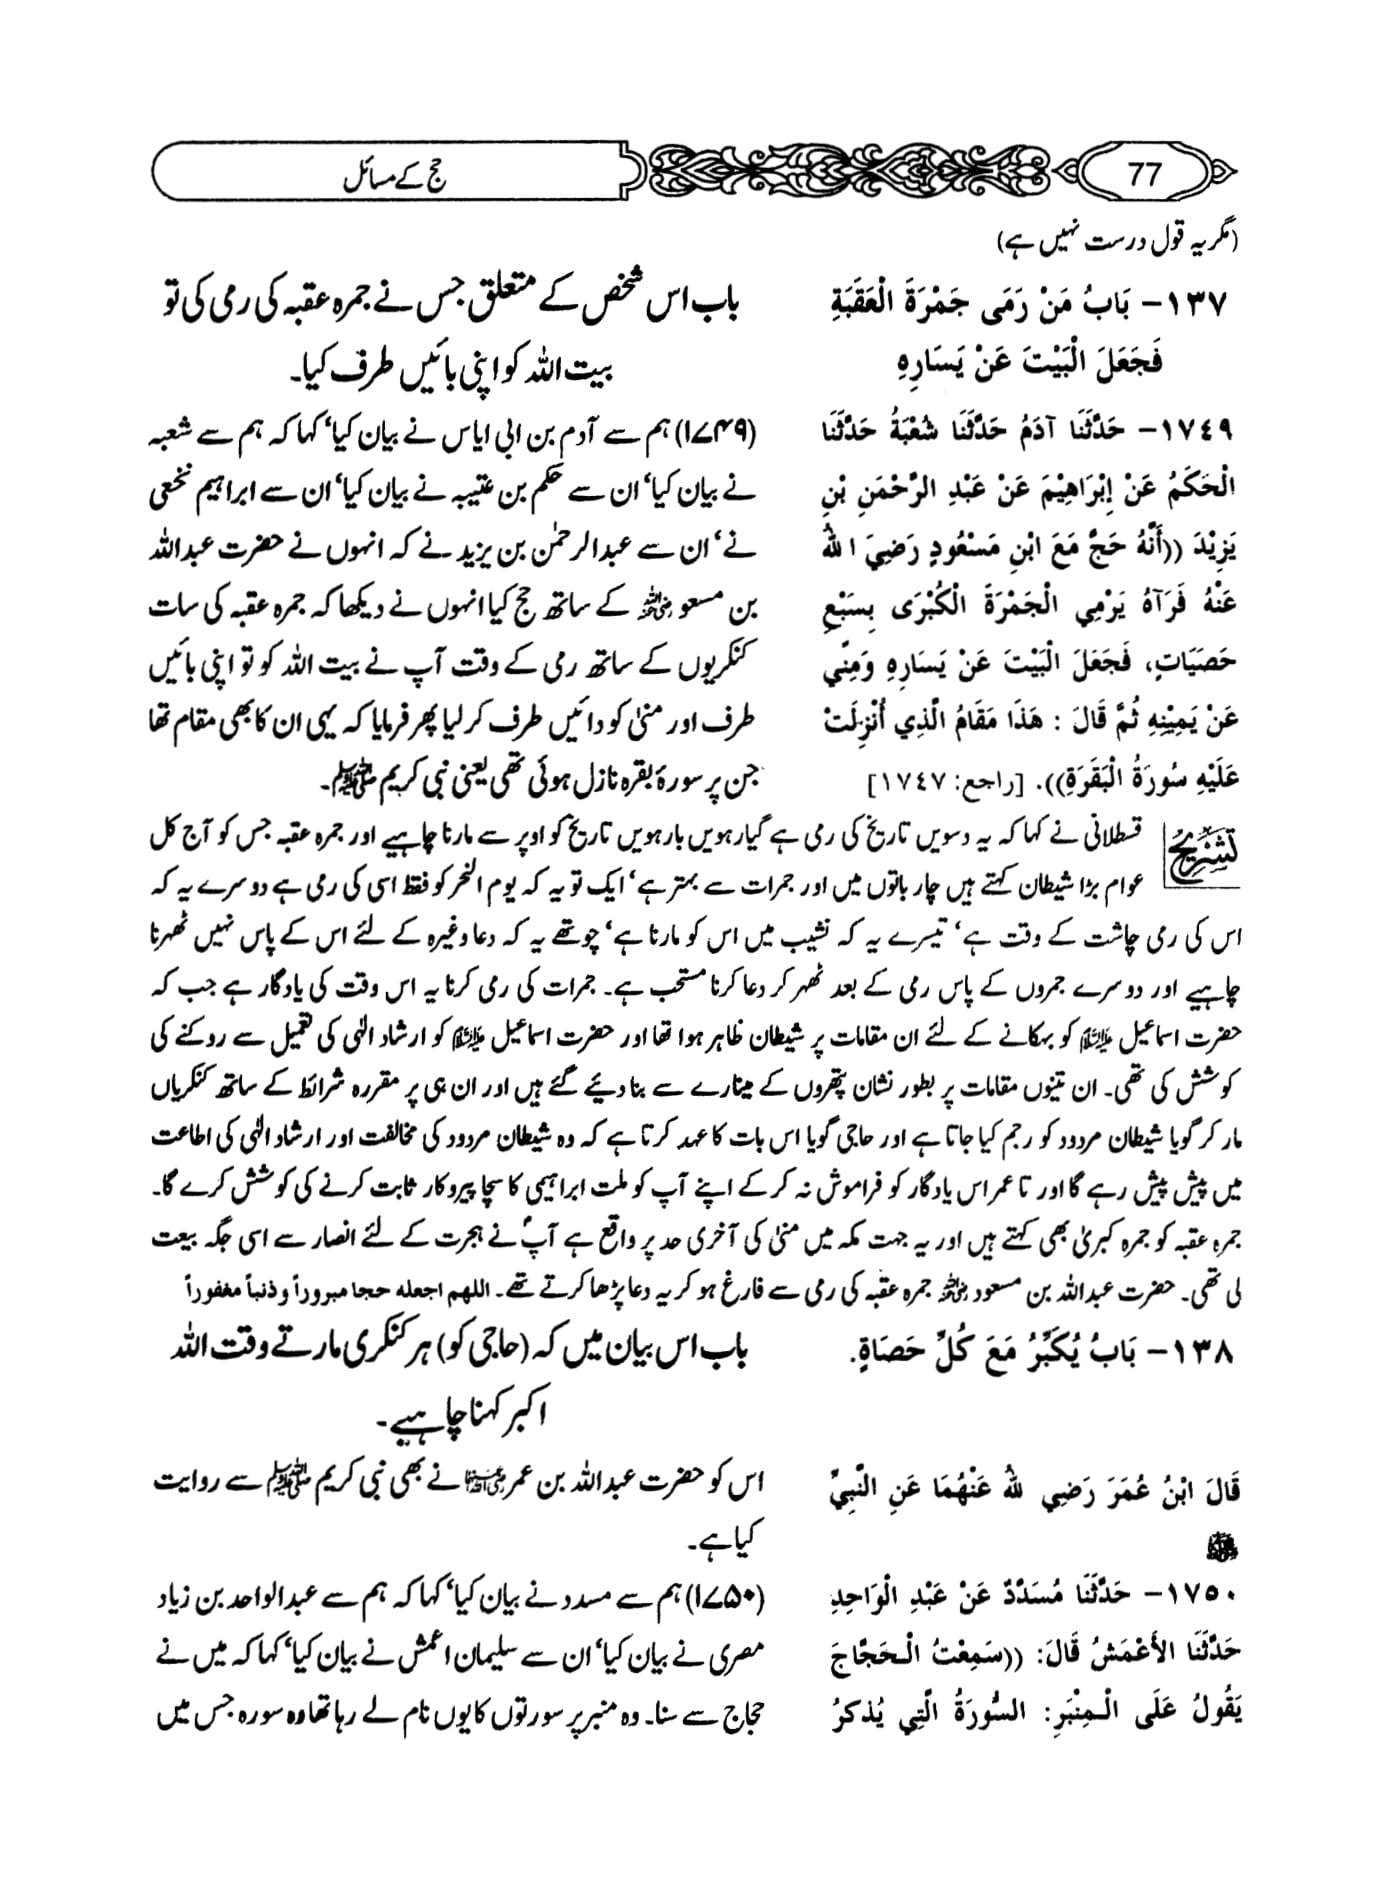 77
حج کے مسائل
(مگر یہ قول درست نہیں ہے)
١٣٧- بَابُ مَنْ رَمَى جَمْرَةَ الْعَقَبَةِ
فَجَعَلَ الْبَيْتَ عَنْ يَسَارِهِ
١٧٤٩- حَدَّثَنَا آدَمُ حَدَّثَنَا شُعْبَةُ حَدَّثَنَا
الْحَكَمُ عَنْ إِبْرَاهِيْمَ عَنْ عَبْدِ الرَّحْمَنِ بْنِ
يَزِيْدَ ((أَنَّهُ حَجَّ مَعَ ابْنِ مَسْعُودٍ رَضِيَ اللهُ
عَنْهُ فَرَآهُ يَرْمِي الْجَمْرَةَ الْكُبْرَى بِسَبْعِ
حَصَيَاتٍ، فَجَعَلَ الْبَيْتَ عَنْ يَسَارِهِ وَمِنًى
عَنْ يَمِيْنِهِ ثُمَّ قَالَ : هَذَا مَقَامُ الَّذِي أُنْزِلَتْ
عَلَيْهِ سُورَةُ الْبَقَرَةِ)). [راجع: ١٧٤٧]
باب اس شخص کے متعلق جس نے جمرہ عقبہ کی رمی کی تو
بیت اللہ کو اپنی بائیں طرف کیا۔
(۱۷۴۹) ہم سے آدم بن ابی ایاس نے بیان کیا‘ کہا کہ ہم سے شعبہ
نے بیان کیا‘ ان سے حکم بن عتیبہ نے بیان کیا‘ ان سے ابراہیم نخعی
نے‘ ان سے عبدالرحمٰن بن یزید نے کہ انہوں نے حضرت عبداللہ
بن مسعو رضی اللہ عنہ کے ساتھ حج کیا انہوں نے دیکھا کہ جمرہ عقبہ کی سات
کنکریوں کے ساتھ رمی کے وقت آپ نے بیت اللہ کو تو اپنی بائیں
طرف اور منیٰ کو دائیں طرف کر لیا پھر فرمایا کہ یہی ان کا بھی مقام تھا
جن پر سورۂ بقرہ نازل ہوئی تھی یعنی نبی کریم صلی اللہ علیہ وسلم۔
تشریح
قسطلانی نے کہا کہ یہ دسویں تاریخ کی رمی ہے گیارہویں بارہویں تاریخ کو اوپر سے مارنا چاہیے اور جمرہ عقبہ جس کو آج کل
عوام بڑا شیطان کہتے ہیں چار باتوں میں اور جمرات سے بہتر ہے‘ ایک تو یہ کہ یوم النحر کو فقط اسی کی رمی ہے دوسرے یہ کہ
اس کی رمی چاشت کے وقت ہے‘ تیسرے یہ کہ نشیب میں اس کو مارنا ہے‘ چوتھے یہ کہ دعا وغیرہ کے لئے اس کے پاس نہیں ٹھہرنا
چاہیے اور دوسرے جمروں کے پاس رمی کے بعد ٹھہر کر دعا کرنا مستحب ہے۔ جمرات کی رمی کرنا یہ اس وقت کی یادگار ہے جب کہ
حضرت اسماعیل علیہ السلام کو بہکانے کے لئے ان مقامات پر شیطان ظاہر ہوا تھا اور حضرت اسماعیل علیہ السلام کو ارشاد الٰہی کی تعمیل سے روکنے کی
کوشش کی تھی۔ ان تینوں مقامات پر بطور نشان پتھروں کے مینارے سے بنا دیئے گئے ہیں اور ان ہی پر مقررہ شرائط کے ساتھ کنکریاں
مار کر گویا شیطان مردود کو رجم کیا جاتا ہے اور حاجی گویا اس بات کا عہد کرتا ہے کہ وہ شیطان مردود کی مخالفت اور ارشاد الٰہی کی اطاعت
میں پیش پیش رہے گا اور تا عمر اس یادگار کو فراموش نہ کر کے اپنے آپ کو ملت ابراہیمی کا سچا پیروکار ثابت کرنے کی کوشش کرے گا۔
جمرہ عقبہ کو جمرہ کبریٰ بھی کہتے ہیں اور یہ جہت مکہ میں منیٰ کی آخری حد پر واقع ہے آپؐ نے ہجرت کے لئے انصار سے اسی جگہ بیعت
لی تھی۔ حضرت عبداللہ بن مسعود رضی اللہ عنہ جمرہ عقبہ کی رمی سے فارغ ہو کر یہ دعا پڑھا کرتے تھے۔ اللهم اجعله حجا مبروراً وذنباً مغفوراً
١٣٨- بَابُ يُكَبِّرُ مَعَ كُلِّ حَصَاةٍ.
قَالَ ابْنُ عُمَرَ رَضِيَ اللهُ عَنْهُمَا عَنِ النَّبِيِّ
ﷺ
١٧٥٠- حَدَّثَنَا مُسَدَّدٌ عَنْ عَبْدِ الْوَاحِدِ
حَدَّثَنَا الأَعْمَشُ قَالَ: ((سَمِعْتُ الْحَجَّاجَ
يَقُولُ عَلَى الْمِنْبَرِ: السُّورَةُ الَّتِي يُذكَرُ
باب اس بیان میں کہ (حاجی کو) ہر کنکری مارتے وقت اللہ
اکبر کہنا چاہیے۔
اس کو حضرت عبداللہ بن عمر رضی اللہ عنہما نے بھی نبی کریم صلی اللہ علیہ وسلم سے روایت
کیا ہے۔
(۱۷۵۰) ہم سے مسدد نے بیان کیا‘ کہا کہ ہم سے عبدالواحد بن زیاد
مصری نے بیان کیا‘ ان سے سلیمان اعمش نے بیان کیا‘ کہا کہ میں نے
حجاج سے سنا۔ وہ منبر پر سورتوں کا یوں نام لے رہا تھا وہ سورہ جس میں